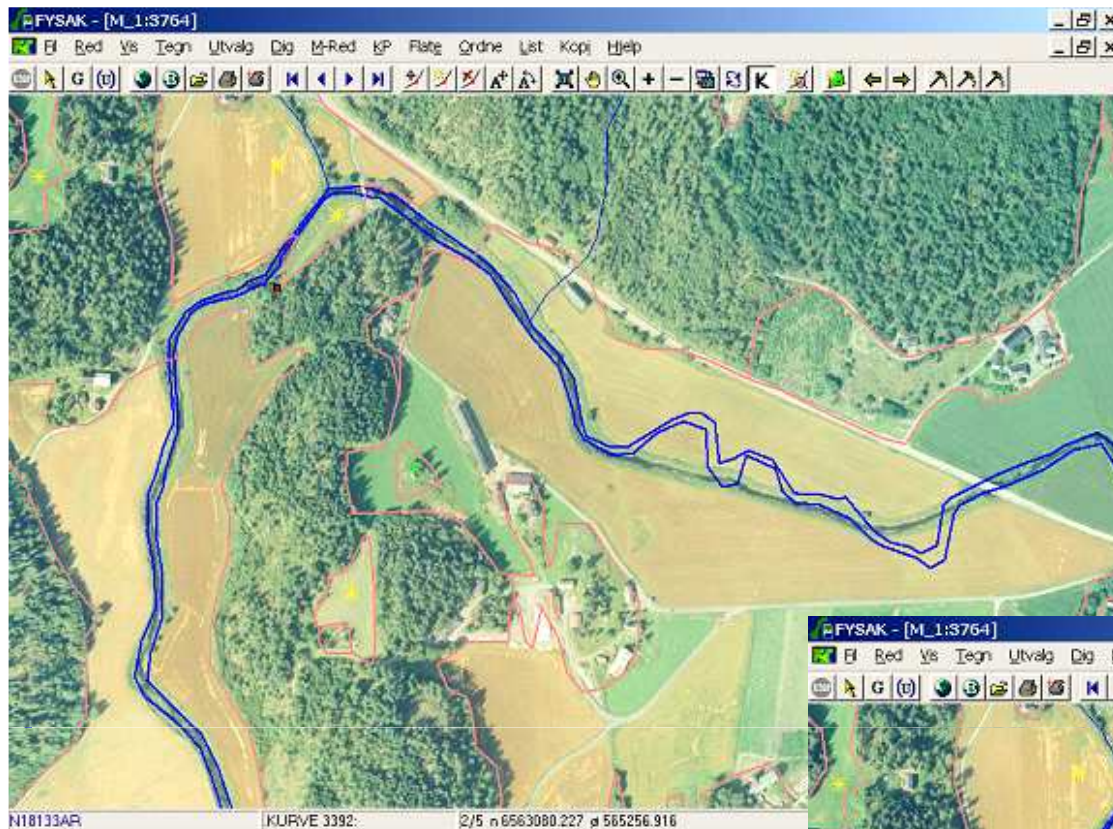 FYSAK - [M_1:3764]
Fil Red Vis Tegn Utvalg Dig M-Red KP Flate Ordne List Kopi Hjelp
G (U) B A K
FYSAK - [M_1:3764]
Fil Red Vis Tegn Utvalg Dig
G (U) B
N18133AR KURVE 3392: 2/5 n 6563080.227 ø 565256.916